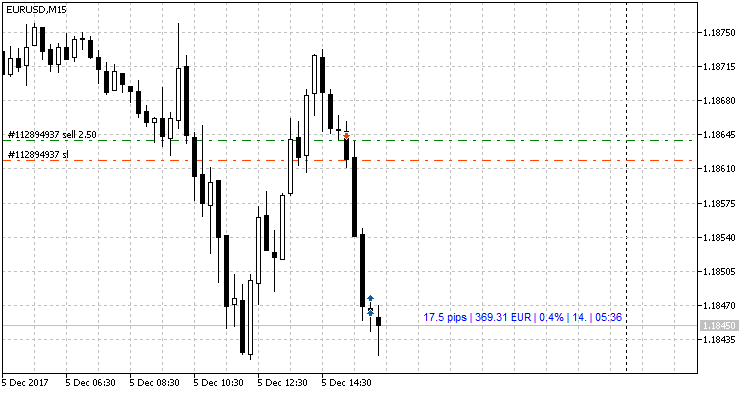 EURUSD,M15
1.18750
1.18715
1.18680
#112894937 sell 2.50
1.18645
#112894937 sl
1.18610
1.18575
1.18540
1.18505
1.18470
17.5 pips | 369.31 EUR | 0.4% | 14. | 05:36
1.18450
1.18435
5 Dec 2017 5 Dec 06:30 5 Dec 08:30 5 Dec 10:30 5 Dec 12:30 5 Dec 14:30